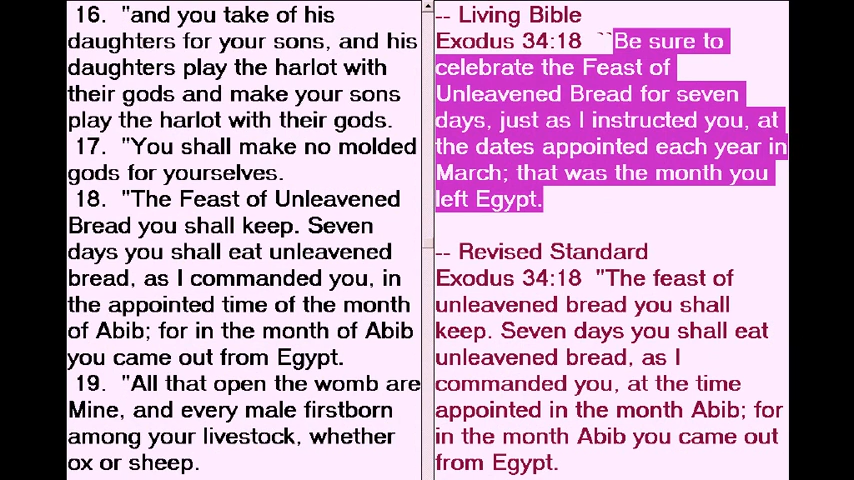 16. "and you take of his
daughters for your sons, and his
daughters play the harlot with
their gods and make your sons
play the harlot with their gods.
17. "You shall make no molded
gods for yourselves.
18. "The Feast of Unleavened
Bread you shall keep. Seven
days you shall eat unleavened
bread, as I commanded you, in
the appointed time of the month
of Abib; for in the month of Abib
you came out from Egypt.
19. "All that open the womb are
Mine, and every male firstborn
among your livestock, whether
ox or sheep.
-- Living Bible
Exodus 34:18 ``Be sure to
celebrate the Feast of
Unleavened Bread for seven
days, just as I instructed you, at
the dates appointed each year in
March; that was the month you
left Egypt.
-- Revised Standard
Exodus 34:18 "The feast of
unleavened bread you shall
keep. Seven days you shall eat
unleavened bread, as I
commanded you, at the time
appointed in the month Abib; for
in the month Abib you came out
from Egypt.